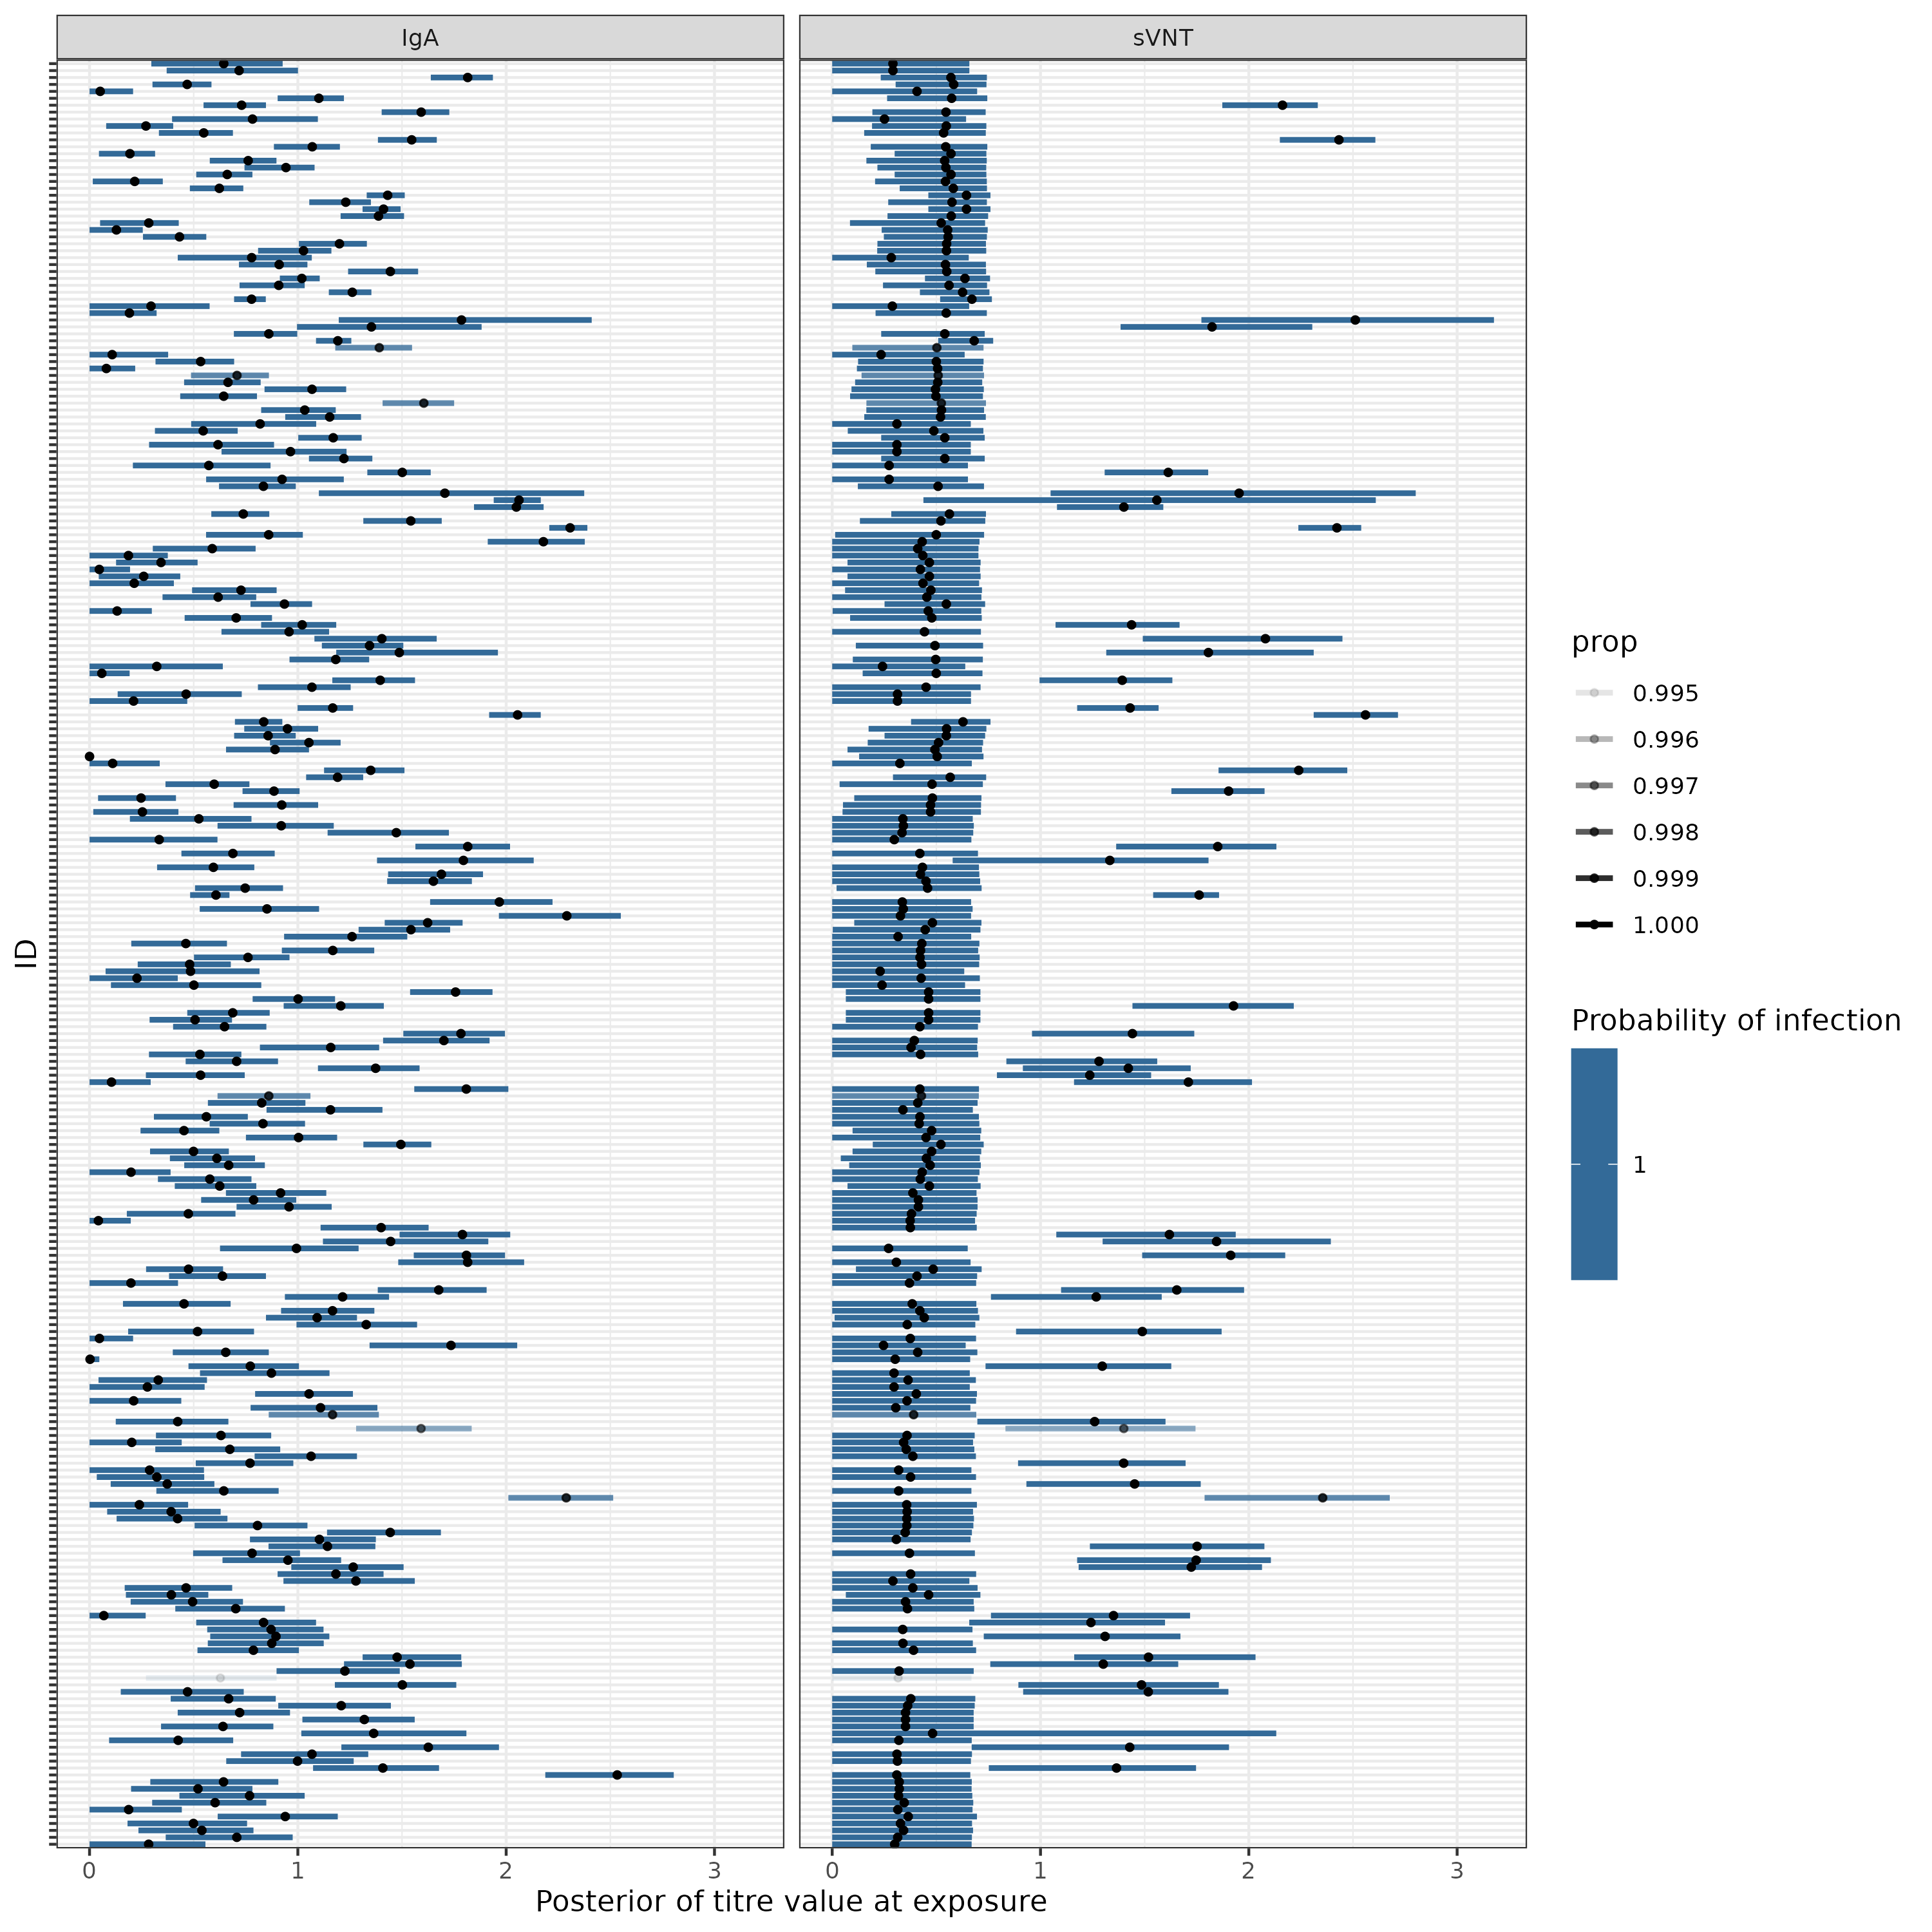 IgA
sVNT
ID
0
1
2
3
0
1
2
3
Posterior of titre value at exposure
prop
0.995
0.996
0.997
0.998
0.999
1.000
Probability of infection
1